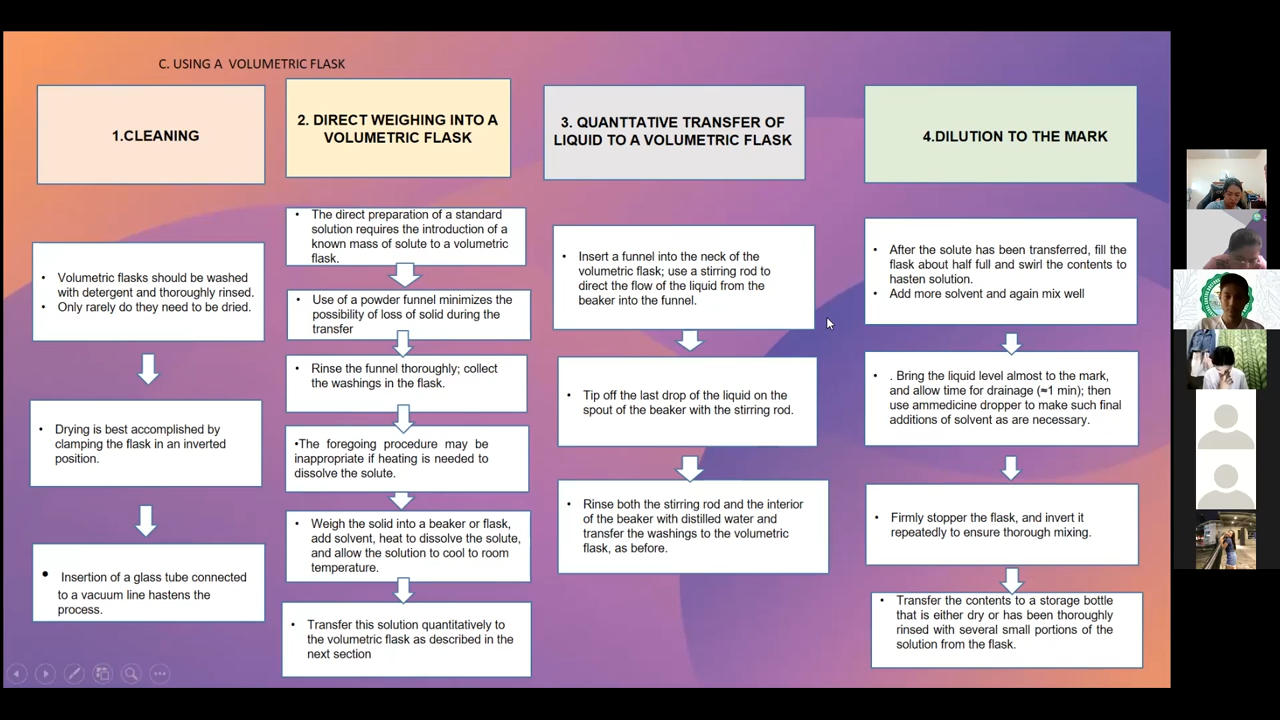 C. USING A VOLUMETRIC FLASK
1.CLEANING
• Volumetric flasks should be washed
with detergent and thoroughly rinsed.
• Only rarely do they need to be dried.
• Drying is best accomplished by
clamping the flask in an inverted
position.
• Insertion of a glass tube connected
to a vacuum line hastens the
process.
2. DIRECT WEIGHING INTO A
VOLUMETRIC FLASK
• The direct preparation of a standard
solution requires the introduction of a
known mass of solute to a volumetric
flask.
• Use of a powder funnel minimizes the
possibility of loss of solid during the
transfer
• Rinse the funnel thoroughly; collect
the washings in the flask.
•The foregoing procedure may be
inappropriate if heating is needed to
dissolve the solute.
• Weigh the solid into a beaker or flask,
add solvent, heat to dissolve the solute,
and allow the solution to cool to room
temperature.
• Transfer this solution quantitatively to
the volumetric flask as described in the
next section
3. QUANTTATIVE TRANSFER OF
LIQUID TO A VOLUMETRIC FLASK
• Insert a funnel into the neck of the
volumetric flask; use a stirring rod to
direct the flow of the liquid from the
beaker into the funnel.
• Tip off the last drop of the liquid on the
spout of the beaker with the stirring rod.
• Rinse both the stirring rod and the interior
of the beaker with distilled water and
transfer the washings to the volumetric
flask, as before.
4.DILUTION TO THE MARK
• After the solute has been transferred, fill the
flask about half full and swirl the contents to
hasten solution.
• Add more solvent and again mix well
• . Bring the liquid level almost to the mark,
and allow time for drainage (≈1 min); then
use ammedicine dropper to make such final
additions of solvent as are necessary.
• Firmly stopper the flask, and invert it
repeatedly to ensure thorough mixing.
• Transfer the contents to a storage bottle
that is either dry or has been thoroughly
rinsed with several small portions of the
solution from the flask.